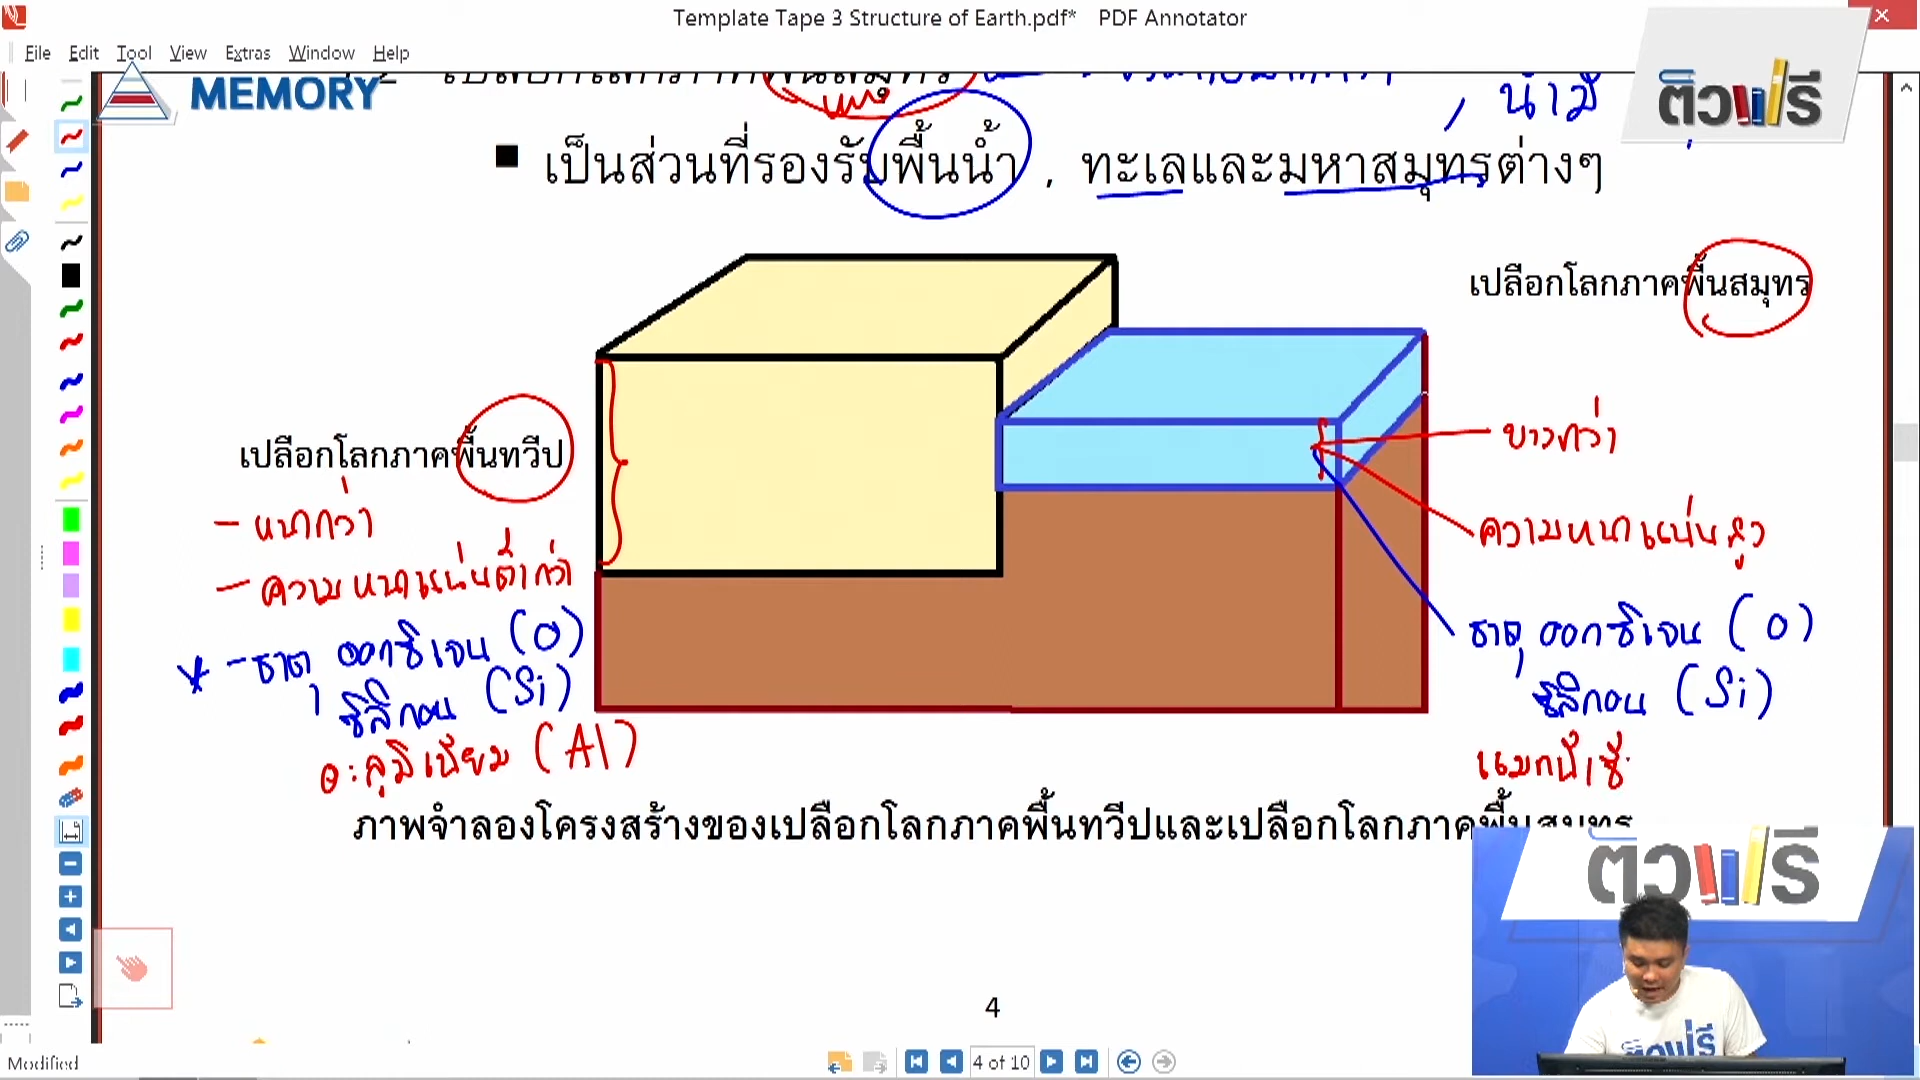 Template Tape 3 Structure of Earth.pdf* PDF Annotator
File Edit Tool View Extras Window Help
MEMORY
, น้ำมี
ติวฟรี
■ เป็นส่วนที่รองรับพื้นน้ำ , ทะเลและมหาสมุทรต่างๆ
เปลือกโลกภาคพื้นสมุทร
เปลือกโลกภาคพื้นทวีป
- หนากว่า
- ความหนาแน่นต่ำกว่า
* - ธาตุ ออกซิเจน (O)
ซิลิกอน (Si)
อะลูมิเนียม (Al)
บางกว่า
ความหนาแน่นสูง
ธาตุ ออกซิเจน (O)
ซิลิกอน (Si)
แมกนีเซี
ภาพจำลองโครงสร้างของเปลือกโลกภาคพื้นทวีปและเปลือกโลกภาคพื้นสมุทร
ติวฟรี
ติวฟรี
4
Modified
4 of 10